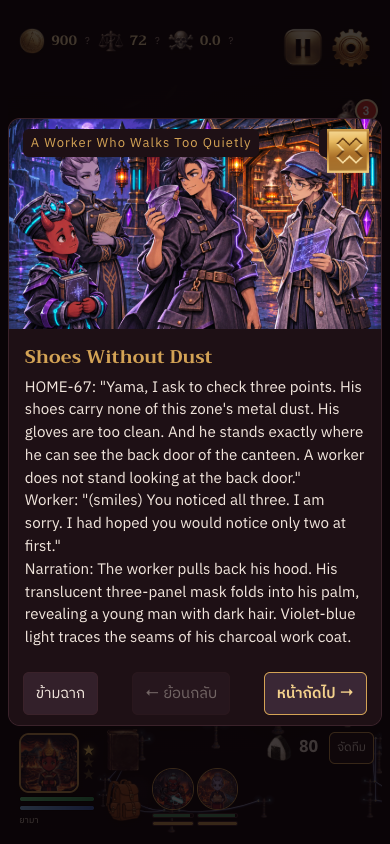 900 ? 72 ? 0.0 ?
3
A Worker Who Walks Too Quietly
Shoes Without Dust
HOME-67: "Yama, I ask to check three points. His
shoes carry none of this zone's metal dust. His
gloves are too clean. And he stands exactly where
he can see the back door of the canteen. A worker
does not stand looking at the back door."
Worker: "(smiles) You noticed all three. I am
sorry. I had hoped you would notice only two at
first."
Narration: The worker pulls back his hood. His
translucent three-panel mask folds into his palm,
revealing a young man with dark hair. Violet-blue
light traces the seams of his charcoal work coat.
ข้ามฉาก
← ย้อนกลับ
หน้าถัดไป →
80
จัดทีม
ยามา